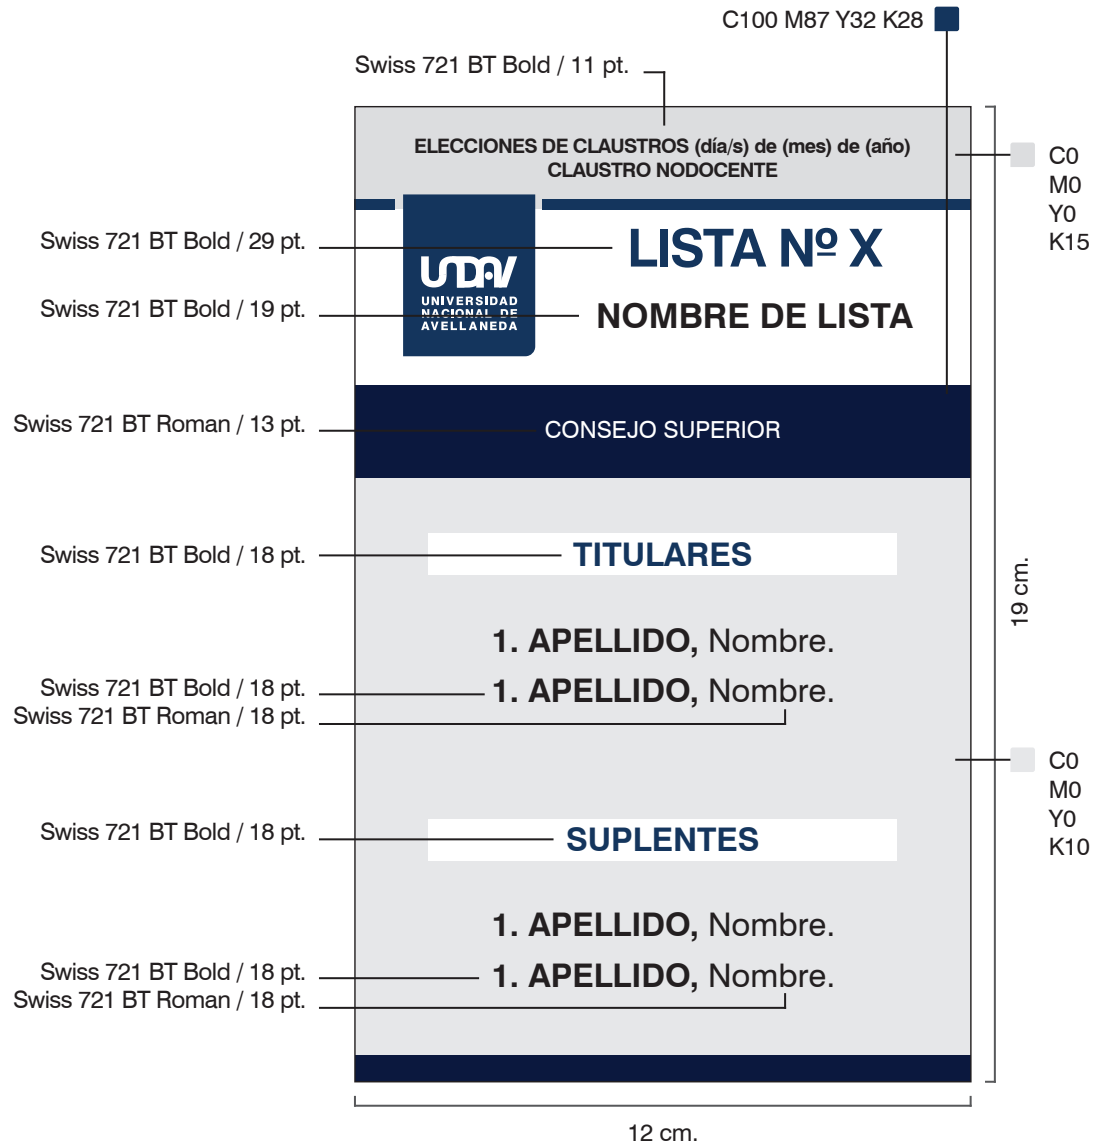 C100 M87 Y32 K28
Swiss 721 BT Bold / 11 pt.
ELECCIONES DE CLAUSTROS (día/s) de (mes) de (año)
CLAUSTRO NODOCENTE
C0
M0
Y0
K15
Swiss 721 BT Bold / 29 pt.
LISTA Nº X
UNDAV
UNIVERSIDAD
NACIONAL DE
AVELLANEDA
Swiss 721 BT Bold / 19 pt.
NOMBRE DE LISTA
Swiss 721 BT Roman / 13 pt.
CONSEJO SUPERIOR
Swiss 721 BT Bold / 18 pt.
TITULARES
19 cm.
1. APELLIDO, Nombre.
Swiss 721 BT Bold / 18 pt.
1. APELLIDO, Nombre.
Swiss 721 BT Roman / 18 pt.
C0
M0
Y0
K10
Swiss 721 BT Bold / 18 pt.
SUPLENTES
1. APELLIDO, Nombre.
Swiss 721 BT Bold / 18 pt.
1. APELLIDO, Nombre.
Swiss 721 BT Roman / 18 pt.
12 cm.